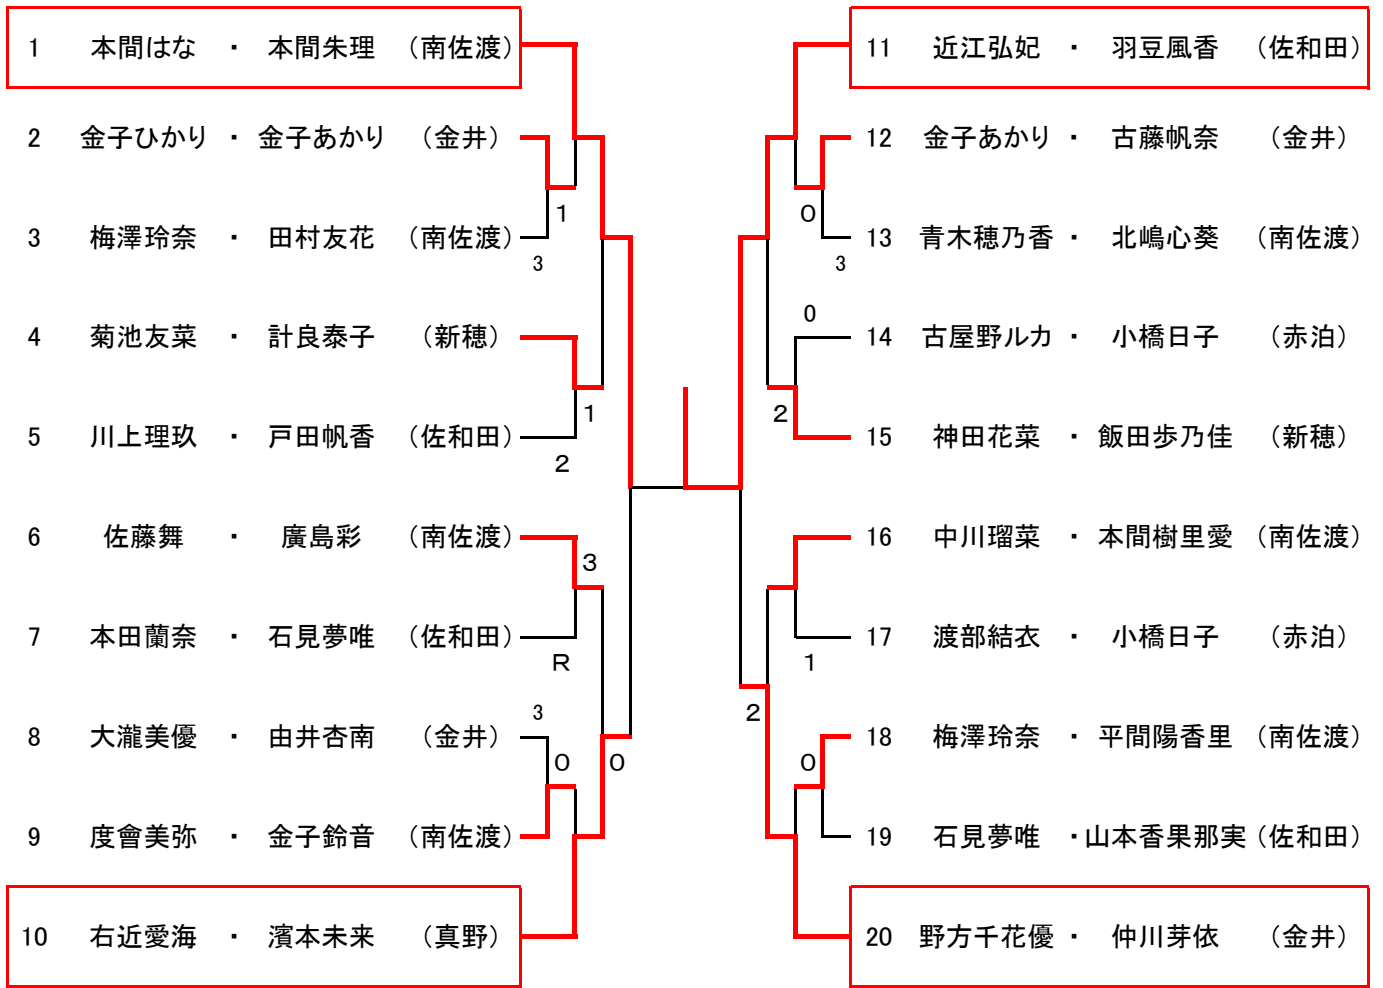 1 本間はな ・ 本間朱理 （南佐渡）
2 金子ひかり ・ 金子あかり （金井）
1
3 梅澤玲奈 ・ 田村友花 （南佐渡）
3
4 菊池友菜 ・ 計良泰子 （新穂）
1
5 川上理玖 ・ 戸田帆香 （佐和田）
2
6 佐藤舞 ・ 廣島彩 （南佐渡）
3
7 本田蘭奈 ・ 石見夢唯 （佐和田）
R
3
8 大瀧美優 ・ 由井杏南 （金井）
0 0
9 度會美弥 ・ 金子鈴音 （南佐渡）
10 右近愛海 ・ 濱本未来 （真野）
11 近江弘妃 ・ 羽豆風香 （佐和田）
12 金子あかり ・ 古藤帆奈 （金井）
0
13 青木穂乃香 ・ 北嶋心葵 （南佐渡）
3
0
14 古屋野ルカ ・ 小橋日子 （赤泊）
2
15 神田花菜 ・ 飯田歩乃佳 （新穂）
16 中川瑠菜 ・ 本間樹里愛 （南佐渡）
17 渡部結衣 ・ 小橋日子 （赤泊）
1
2
18 梅澤玲奈 ・ 平間陽香里 （南佐渡）
0
19 石見夢唯 ・ 山本香果那実 （佐和田）
20 野方千花優 ・ 仲川芽依 （金井）